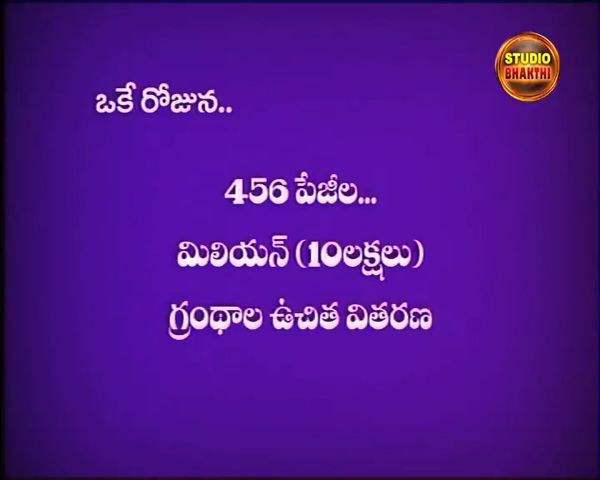 STUDIO
BHAKTHI
ఒకే రోజున..
456 పేజీల...
మిలియన్ (10లక్షలు)
గ్రంథాల ఉచిత వితరణ